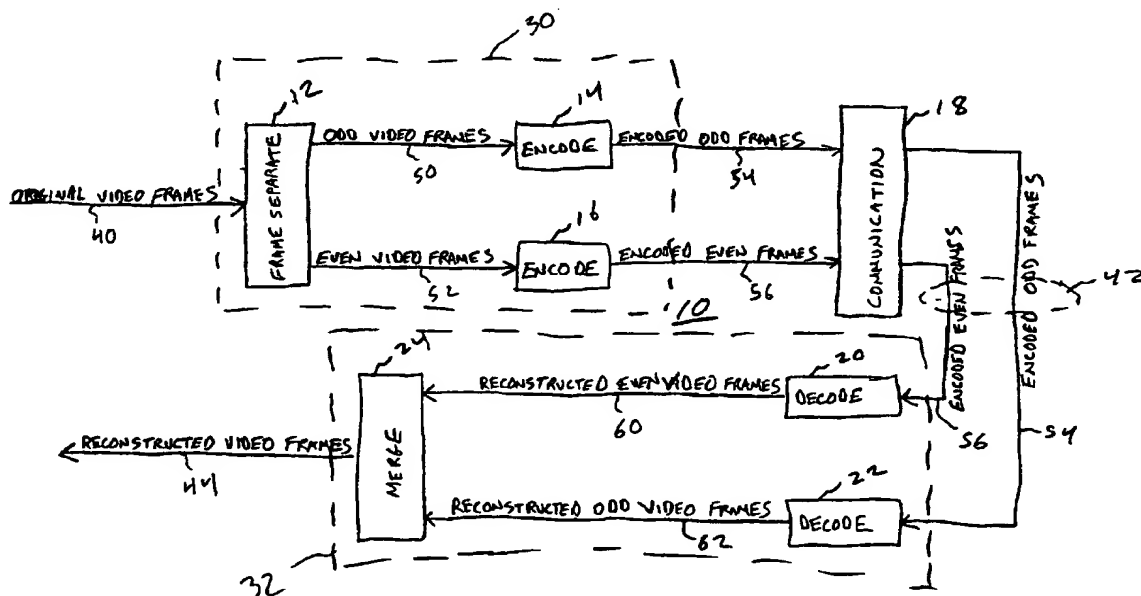 30
12
14
18
ODD VIDEO FRAMES
ENCODE
ENCODED ODD FRAMES
50
54
ORIGINAL VIDEO FRAMES
40
FRAME SEPARATE
16
EVEN VIDEO FRAMES
ENCODE
ENCODED EVEN FRAMES
52
56
COMMUNICATION
42
10
ENCODED EVEN FRAMES
ENCODED ODD FRAMES
24
20
RECONSTRUCTED EVEN VIDEO FRAMES
DECODE
60
56
54
RECONSTRUCTED VIDEO FRAMES
44
MERGE
22
RECONSTRUCTED ODD VIDEO FRAMES
DECODE
62
32